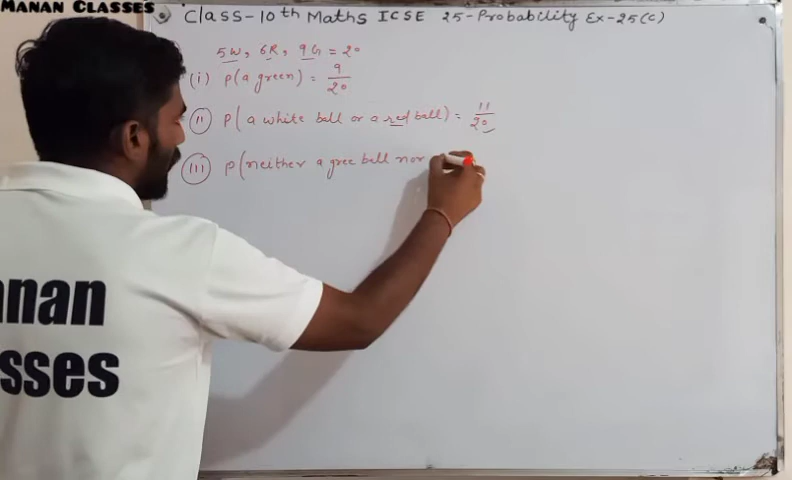 MANAN CLASSES
Class-10th Maths ICSE 25-Probability Ex-25(c)
5W, 6R, 9G = 20
(i) P(a green) = 9/20
(ii) P(a white ball or a red ball) = 11/20
(iii) P(neither a gree ball nor
anan
sses